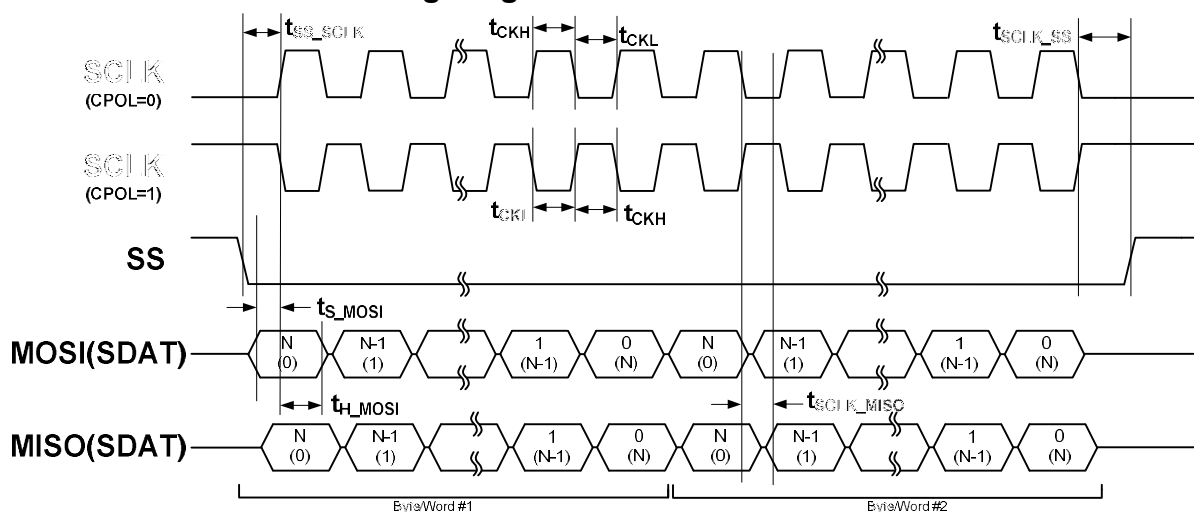 tSS_SCLK
tCKH
tCKL
tSCLK_SS
SCLK
(CPOL=0)
SCLK
(CPOL=1)
tCKL
tCKH
SS
tS_MOSI
MOSI(SDAT)
N N-1 1 0 N N-1 1 0
(0) (1) (N-1) (N) (0) (1) (N-1) (N)
tH_MOSI
tSCLK_MISO
MISO(SDAT)
N N-1 1 0 N N-1 1 0
(0) (1) (N-1) (N) (0) (1) (N-1) (N)
Byte/Word #1
Byte/Word #2